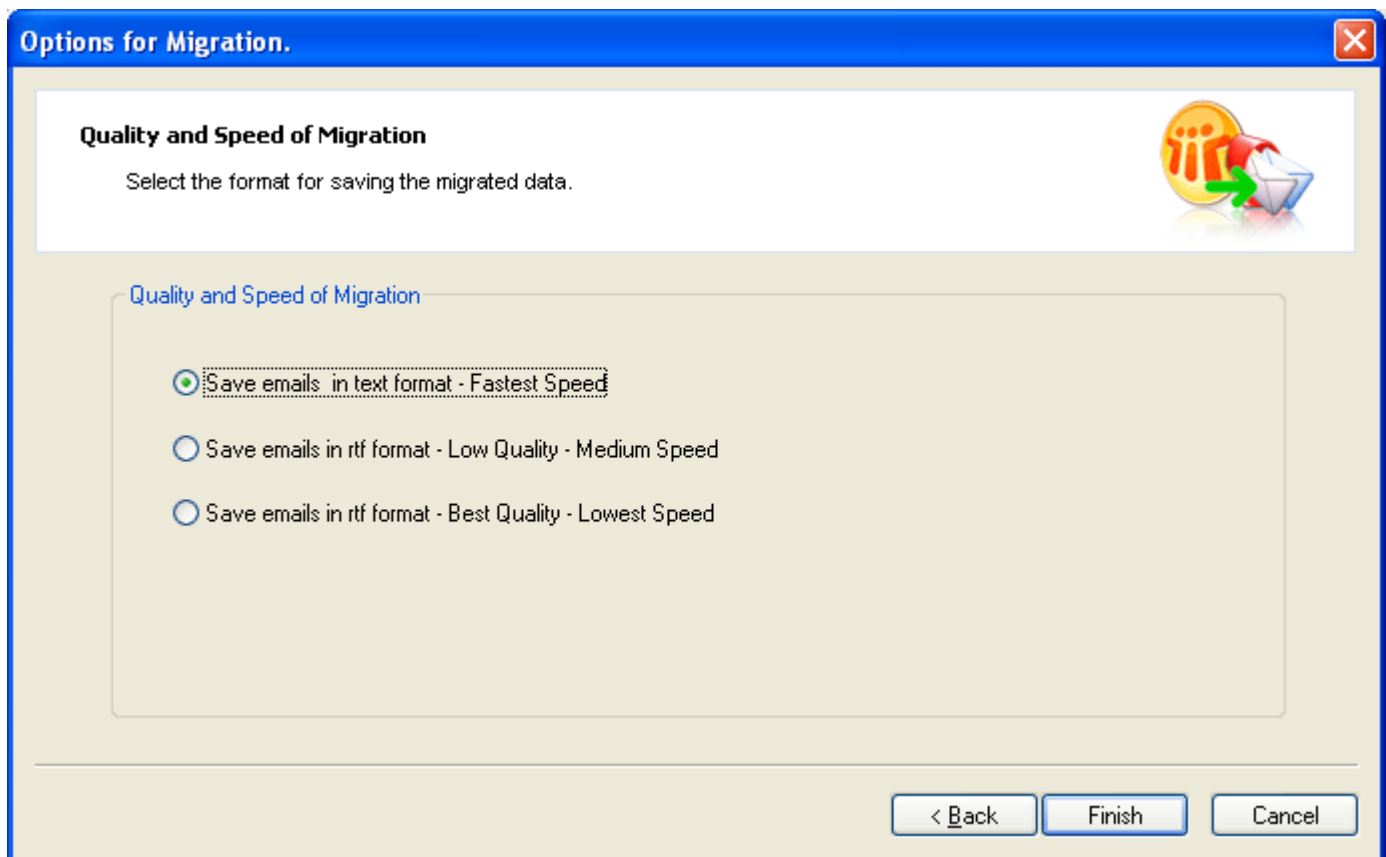 Options for Migration.
Quality and Speed of Migration
Select the format for saving the migrated data.
Quality and Speed of Migration
Save emails  in text format - Fastest Speed
Save emails in rtf format - Low Quality - Medium Speed
Save emails in rtf format - Best Quality - Lowest Speed
< Back
Finish
Cancel